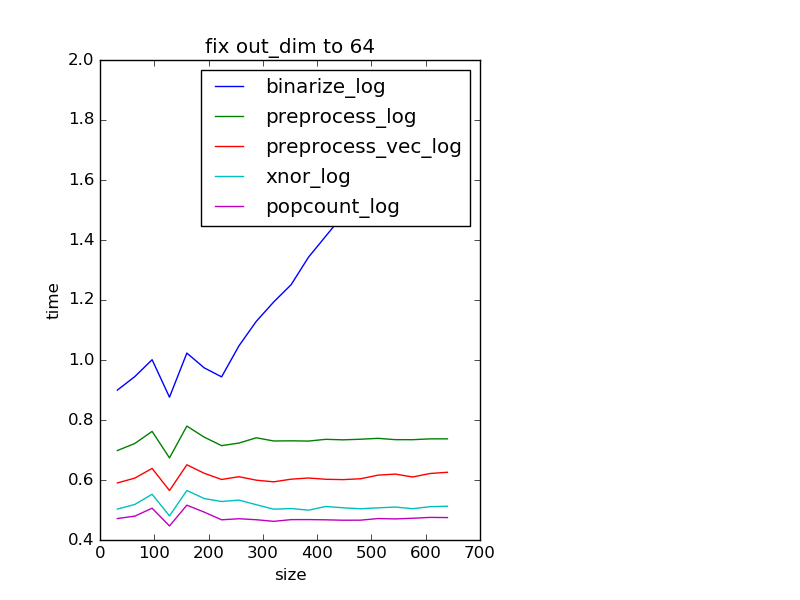 fix out_dim to 64
2.0
1.8
1.6
1.4
1.2
1.0
0.8
0.6
0.4
time
binarize_log
preprocess_log
preprocess_vec_log
xnor_log
popcount_log
0 100 200 300 400 500 600 700
size